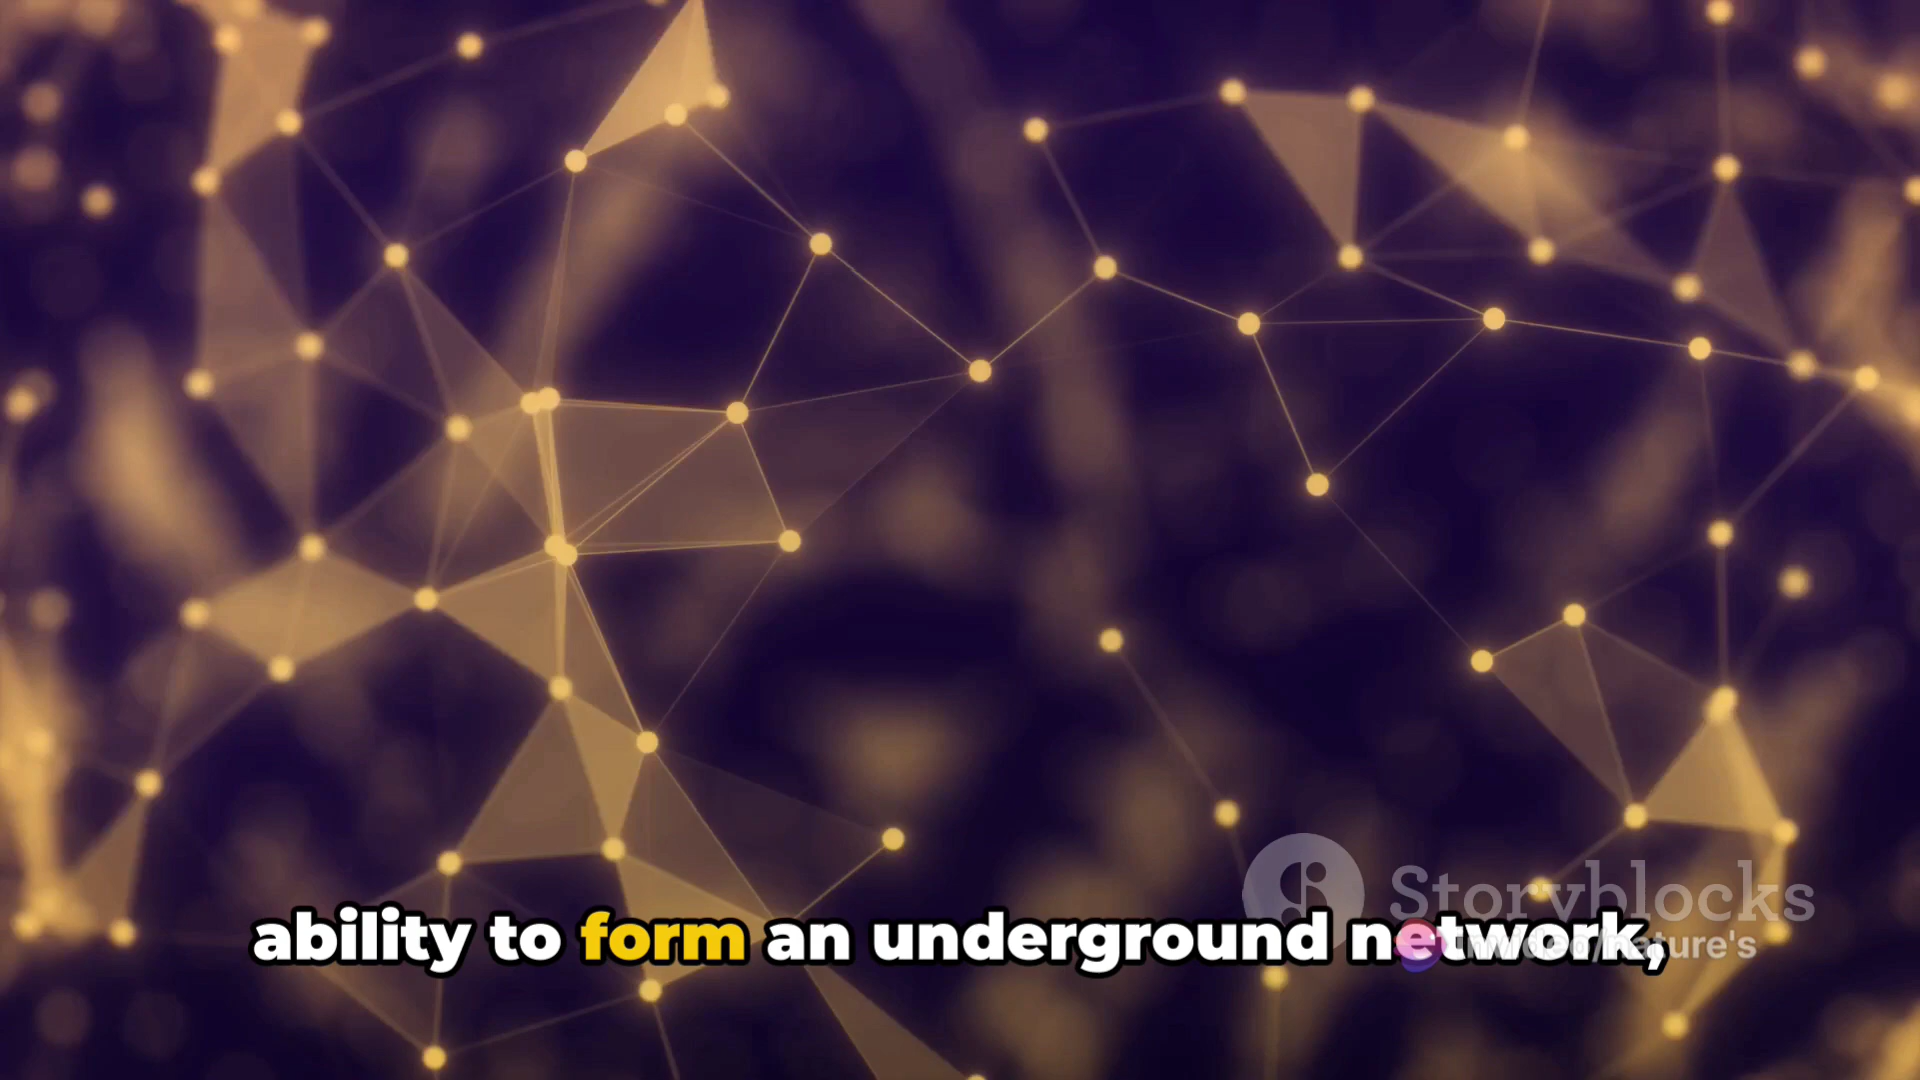 Storyblocks
ability to form an underground network,